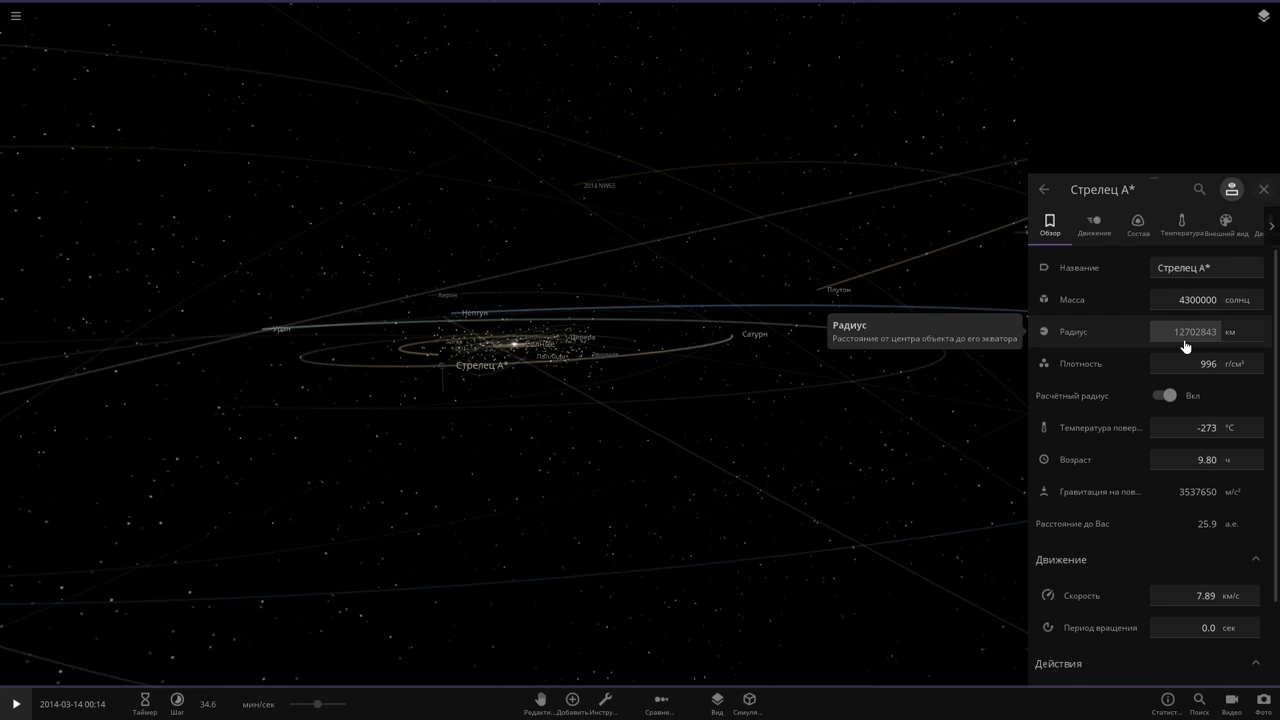 2014 NW65
Хирон
Плутон
Нептун
Уран
Церера
Сатурн
Паллада
Стрелец A*
Радиус
Расстояние от центра объекта до его экватора
Стрелец A*
Обзор
Движение
Состав
Температура
Внешний вид
Название
Стрелец A*
Масса
4300000 солнц
Радиус
12702843 км
Плотность
996 г/см³
Расчётный радиус
Вкл
Температура повер...
-273 °C
Возраст
9.80 ч
Гравитация на пов...
3537650 м/с²
Расстояние до Вас
25.9 а.е.
Движение
Скорость
7.89 км/с
Период вращения
0.0 сек
Действия
2014-03-14 00:14
Таймер
Шаг
34.6 мин/сек
Редакти...
Добавить
Инстру...
Сравне...
Вид
Симуля...
Статист...
Поиск
Видео
Фото